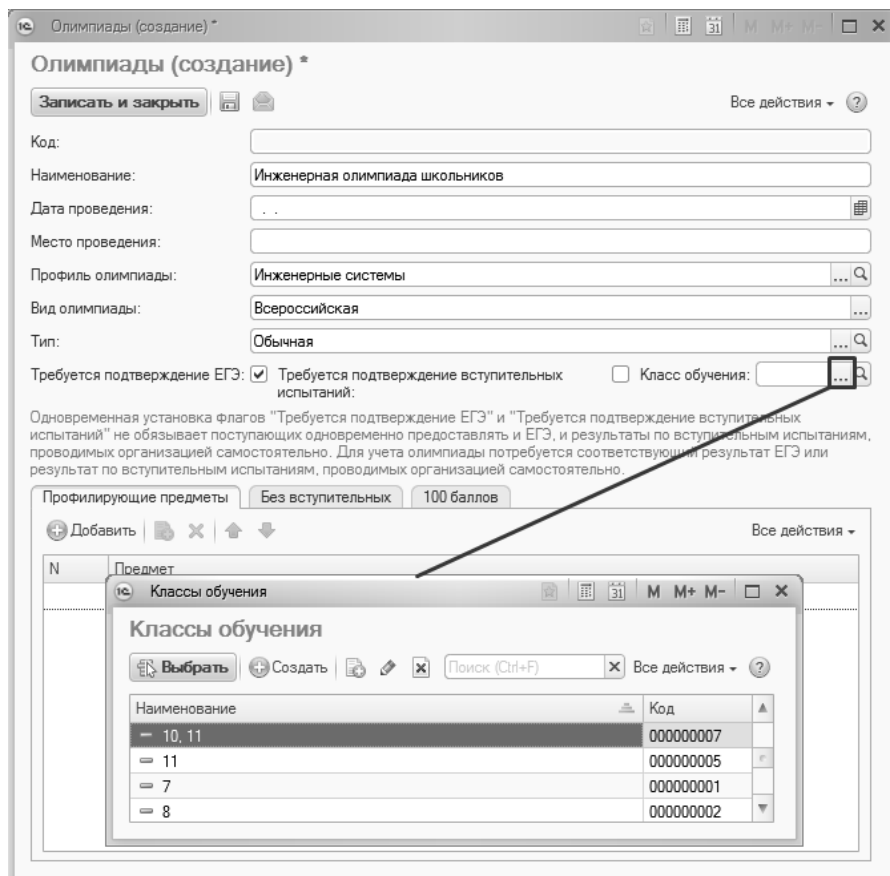 1С Олимпиады (создание) * 31 M M+ M-
Олимпиады (создание) *
Записать и закрыть Все действия ?
Код:
Наименование: Инженерная олимпиада школьников
Дата проведения: . .
Место проведения:
Профиль олимпиады: Инженерные системы ...
Вид олимпиады: Всероссийская ...
Тип: Обычная ...
Требуется подтверждение ЕГЭ: Требуется подтверждение вступительных Класс обучения: ...
испытаний:
Одновременная установка флагов "Требуется подтверждение ЕГЭ" и "Требуется подтверждение вступительных
испытаний" не обязывает поступающих одновременно предоставлять и ЕГЭ, и результаты по вступительным испытаниям,
проводимых организацией самостоятельно. Для учета олимпиады потребуется соответствующий результат ЕГЭ или
результат по вступительным испытаниям, проводимых организацией самостоятельно.
Профилирующие предметы Без вступительных 100 баллов
Добавить Все действия
N Предмет
1С Классы обучения 31 M M+ M-
Классы обучения
Выбрать Создать Поиск (Ctrl+F) Все действия ?
Наименование Код
10, 11 000000007
11 000000005
7 000000001
8 000000002